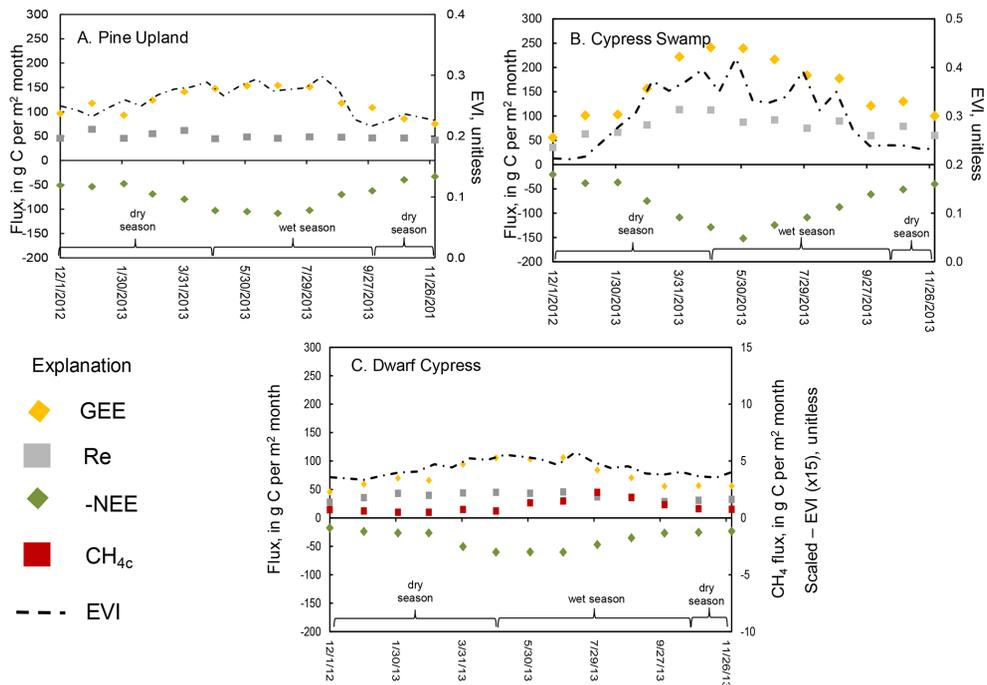 A. Pine Upland
Flux, in g C per m² month
300
250
200
150
100
50
0
-50
-100
-150
-200
0.4
0.3
0.2
0.1
0.0
EVI, unitless
dry
season
wet season
dry
season
12/1/2012
1/30/2013
3/31/2013
5/30/2013
7/29/2013
9/27/2013
11/26/201
B. Cypress Swamp
Flux, in g C per m² month
300
250
200
150
100
50
0
-50
-100
-150
-200
0.5
0.4
0.3
0.2
0.1
0.0
EVI, unitless
dry
season
wet season
dry
season
12/1/2012
1/30/2013
3/31/2013
5/30/2013
7/29/2013
9/27/2013
11/26/2013
Explanation
GEE
Re
-NEE
CH₄c
EVI
C. Dwarf Cypress
Flux, in g C per m² month
300
250
200
150
100
50
0
-50
-100
-150
-200
15
10
5
0
-5
-10
CH₄ flux, in g C per m² month
Scaled – EVI (x15), unitless
dry
season
wet season
dry
season
12/1/12
1/30/13
3/31/13
5/30/13
7/29/13
9/27/13
11/26/13